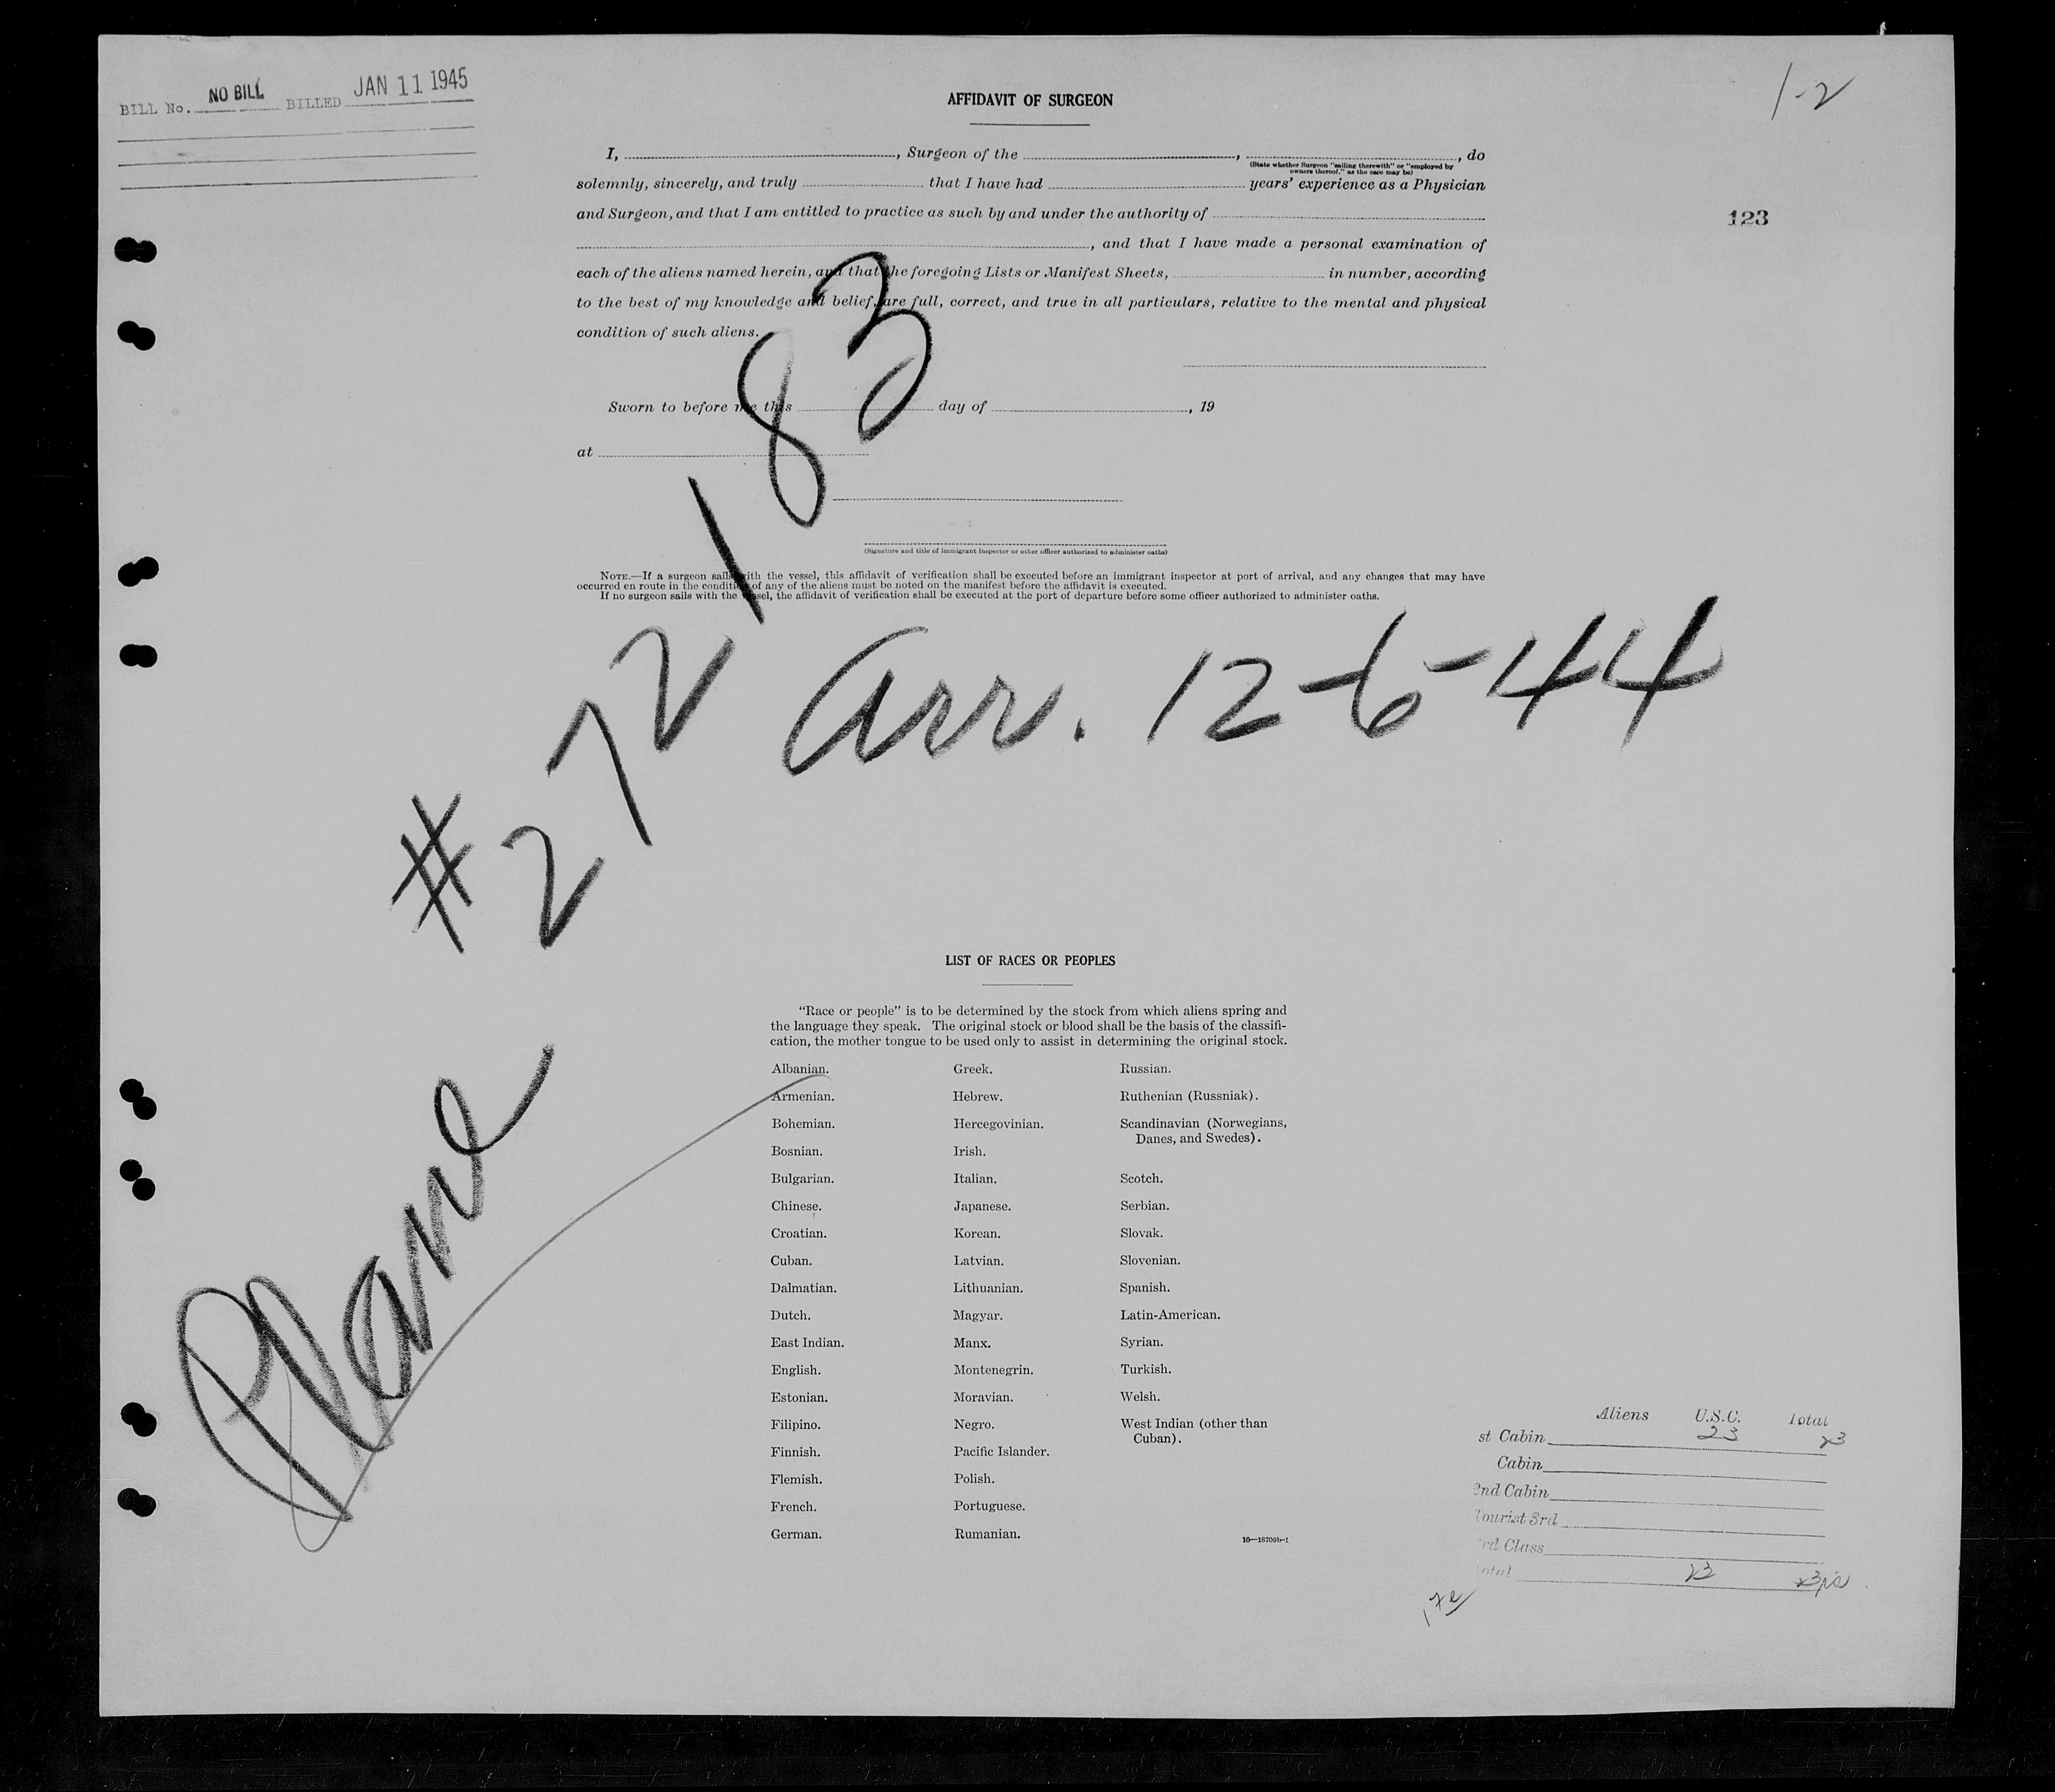 BILL No. NO BILL BILLED JAN 11 1945
1-2
123
AFFIDAVIT OF SURGEON
I, , Surgeon of the , , do
(State whether Surgeon "sailing therewith" or "employed by
owners thereof," as the case may be)
solemnly, sincerely, and truly that I have had years' experience as a Physician
and Surgeon, and that I am entitled to practice as such by and under the authority of
, and that I have made a personal examination of
each of the aliens named herein, and that the foregoing Lists or Manifest Sheets, in number, according
to the best of my knowledge and belief, are full, correct, and true in all particulars, relative to the mental and physical
condition of such aliens.
Sworn to before me this day of , 19
at
(Signature and title of immigrant inspector or other officer authorized to administer oaths)
NOTE.—If a surgeon sails with the vessel, this affidavit of verification shall be executed before an immigrant inspector at port of arrival, and any changes that may have
occurred en route in the condition of any of the aliens must be noted on the manifest before the affidavit is executed.
If no surgeon sails with the vessel, the affidavit of verification shall be executed at the port of departure before some officer authorized to administer oaths.
Plane # 272183
arr. 12-6-44
LIST OF RACES OR PEOPLES
"Race or people" is to be determined by the stock from which aliens spring and
the language they speak. The original stock or blood shall be the basis of the classifi-
cation, the mother tongue to be used only to assist in determining the original stock.
Albanian.
Armenian.
Bohemian.
Bosnian.
Bulgarian.
Chinese.
Croatian.
Cuban.
Dalmatian.
Dutch.
East Indian.
English.
Estonian.
Filipino.
Finnish.
Flemish.
French.
German.
Greek.
Hebrew.
Hercegovinian.
Irish.
Italian.
Japanese.
Korean.
Latvian.
Lithuanian.
Magyar.
Manx.
Montenegrin.
Moravian.
Negro.
Pacific Islander.
Polish.
Portuguese.
Rumanian.
Russian.
Ruthenian (Russniak).
Scandinavian (Norwegians,
Danes, and Swedes).
Scotch.
Serbian.
Slovak.
Slovenian.
Spanish.
Latin-American.
Syrian.
Turkish.
Welsh.
West Indian (other than
Cuban).
16—18709b-1
Aliens U.S.C. Total
st Cabin 23 23
Cabin
2nd Cabin
Tourist 3rd
rd Class
otal 23 23